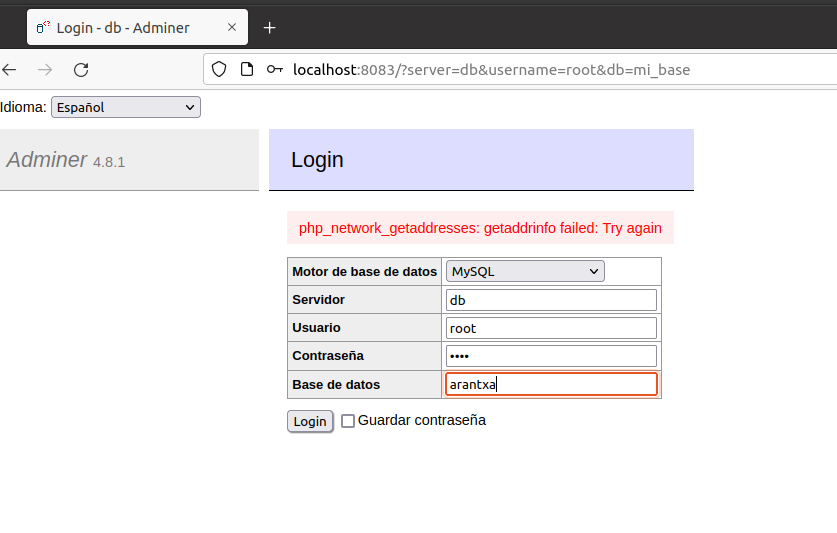 Login - db - Adminer
localhost:8083/?server=db&username=root&db=mi_base
Idioma: Español
Adminer 4.8.1
Login
php_network_getaddresses: getaddrinfo failed: Try again
Motor de base de datos MySQL
Servidor db
Usuario root
Contraseña ••••
Base de datos arantxa
Login Guardar contraseña